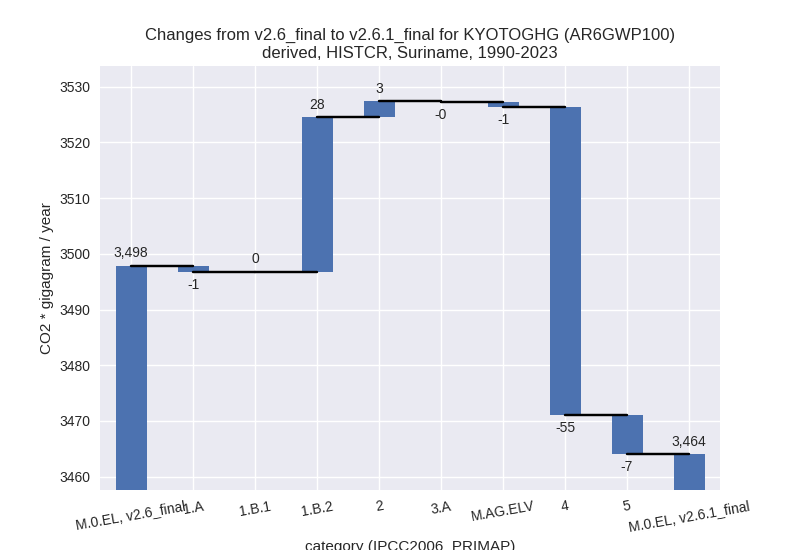 Changes from v2.6_final to v2.6.1_final for KYOTOGHG (AR6GWP100)
derived, HISTCR, Suriname, 1990-2023
3530
3520
3510
3500
3490
3480
3470
3460
CO2 * gigagram / year
3,498
-1
0
28
3
-0
-1
-55
-7
3,464
M.0.EL, v2.6_final
1.A
1.B.1
1.B.2
2
3.A
M.AG.ELV
4
5
M.0.EL, v2.6.1_final
category (IPCC2006_PRIMAP)